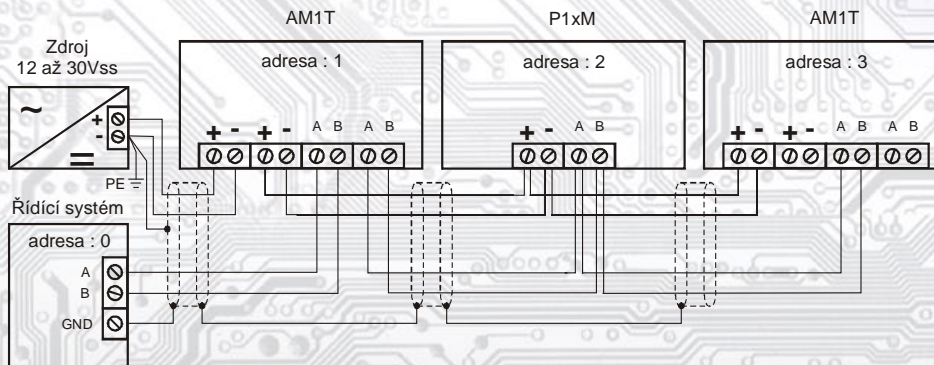 AM1T P1xM AM1T
Zdroj
12 až 30Vss
adresa : 1 adresa : 2 adresa : 3
~ + - =
+ - + - A B A B
+ - A B
+ - + - A B A B
PE
Řídící systém
adresa : 0
A
B
GND